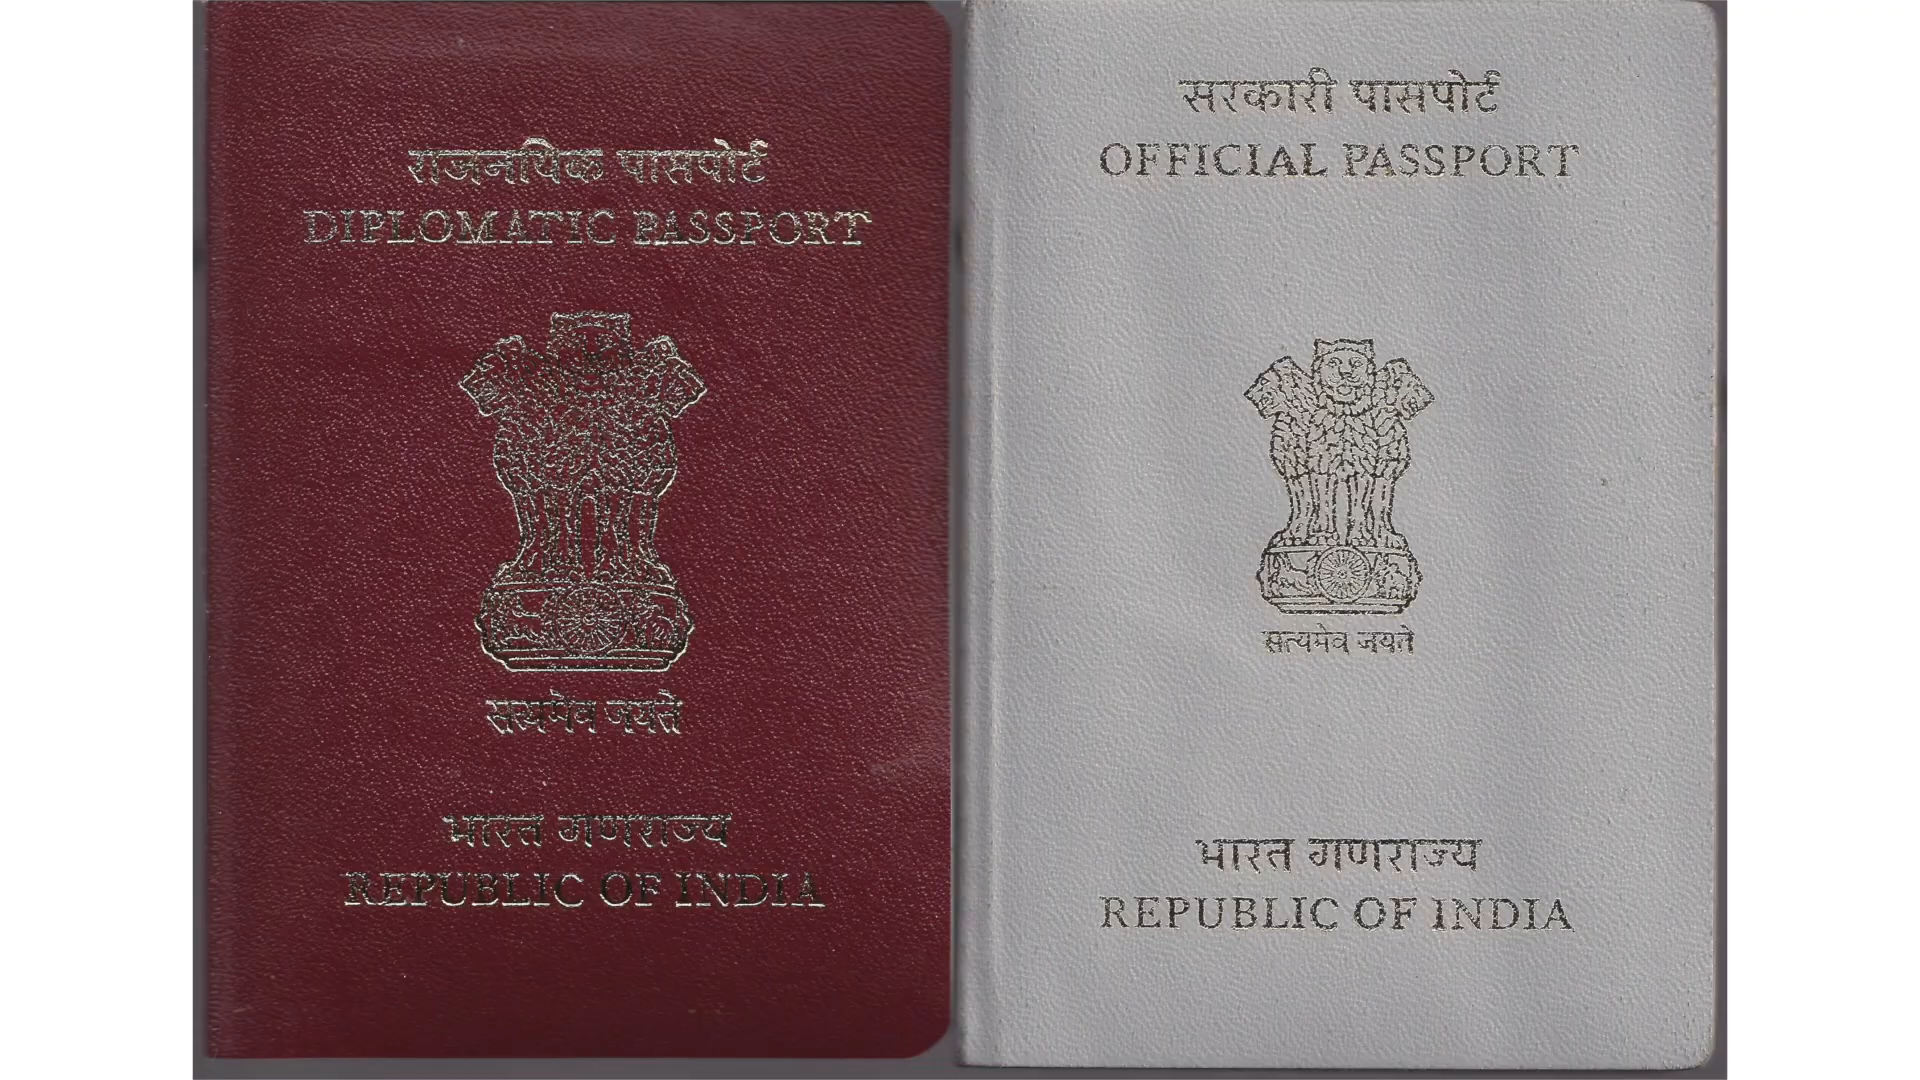 राजनयिक पासपोर्ट
DIPLOMATIC PASSPORT
सत्यमेव जयते
भारत गणराज्य
REPUBLIC OF INDIA
सरकारी पासपोर्ट
OFFICIAL PASSPORT
सत्यमेव जयते
भारत गणराज्य
REPUBLIC OF INDIA